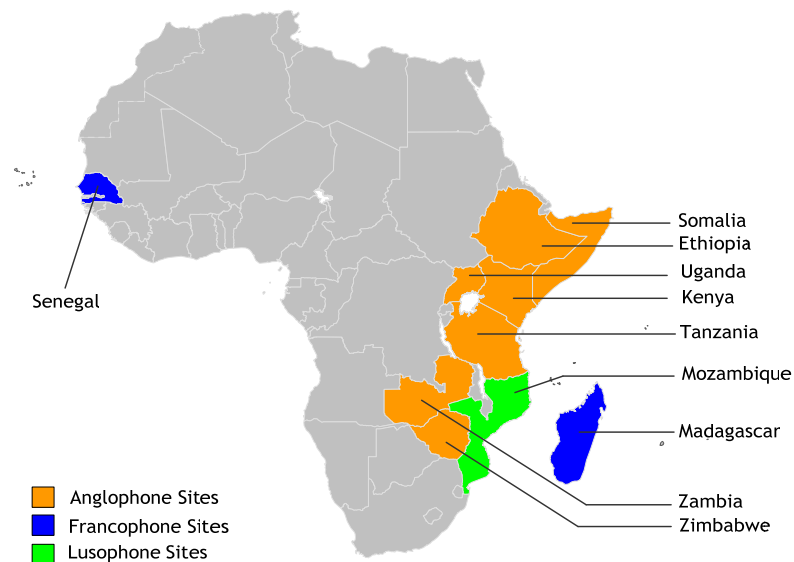 Somalia
Ethiopia
Uganda
Kenya
Senegal
Tanzania
Mozambique
Madagascar
Zambia
Zimbabwe
Anglophone Sites
Francophone Sites
Lusophone Sites